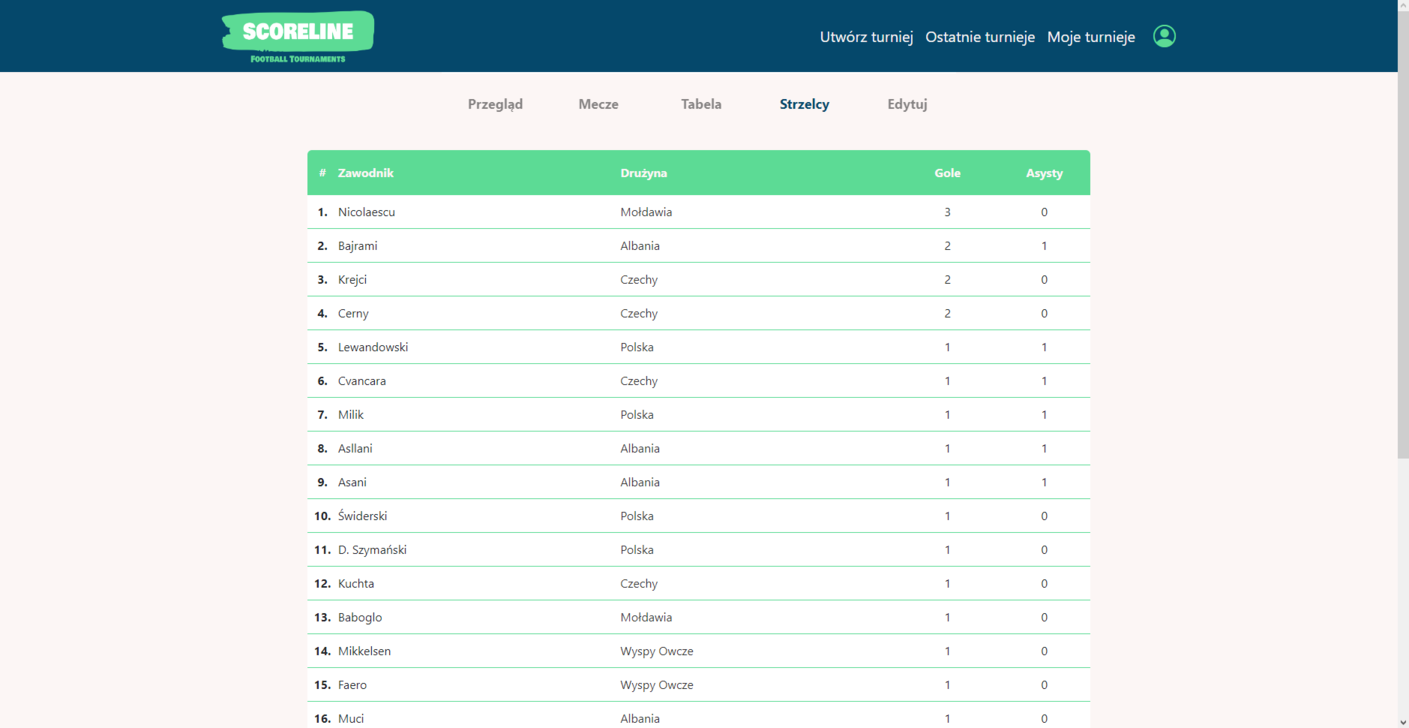 SCORELINE
Football Tournaments
Utwórz turniej Ostatnie turnieje Moje turnieje
Przegląd Mecze Tabela Strzelcy Edytuj
# Zawodnik Drużyna Gole Asysty
1. Nicolaescu Mołdawia 3 0
2. Bajrami Albania 2 1
3. Krejci Czechy 2 0
4. Cerny Czechy 2 0
5. Lewandowski Polska 1 1
6. Cvancara Czechy 1 1
7. Milik Polska 1 1
8. Asllani Albania 1 1
9. Asani Albania 1 1
10. Świderski Polska 1 0
11. D. Szymański Polska 1 0
12. Kuchta Czechy 1 0
13. Baboglo Mołdawia 1 0
14. Mikkelsen Wyspy Owcze 1 0
15. Faero Wyspy Owcze 1 0
16. Muci Albania 1 0